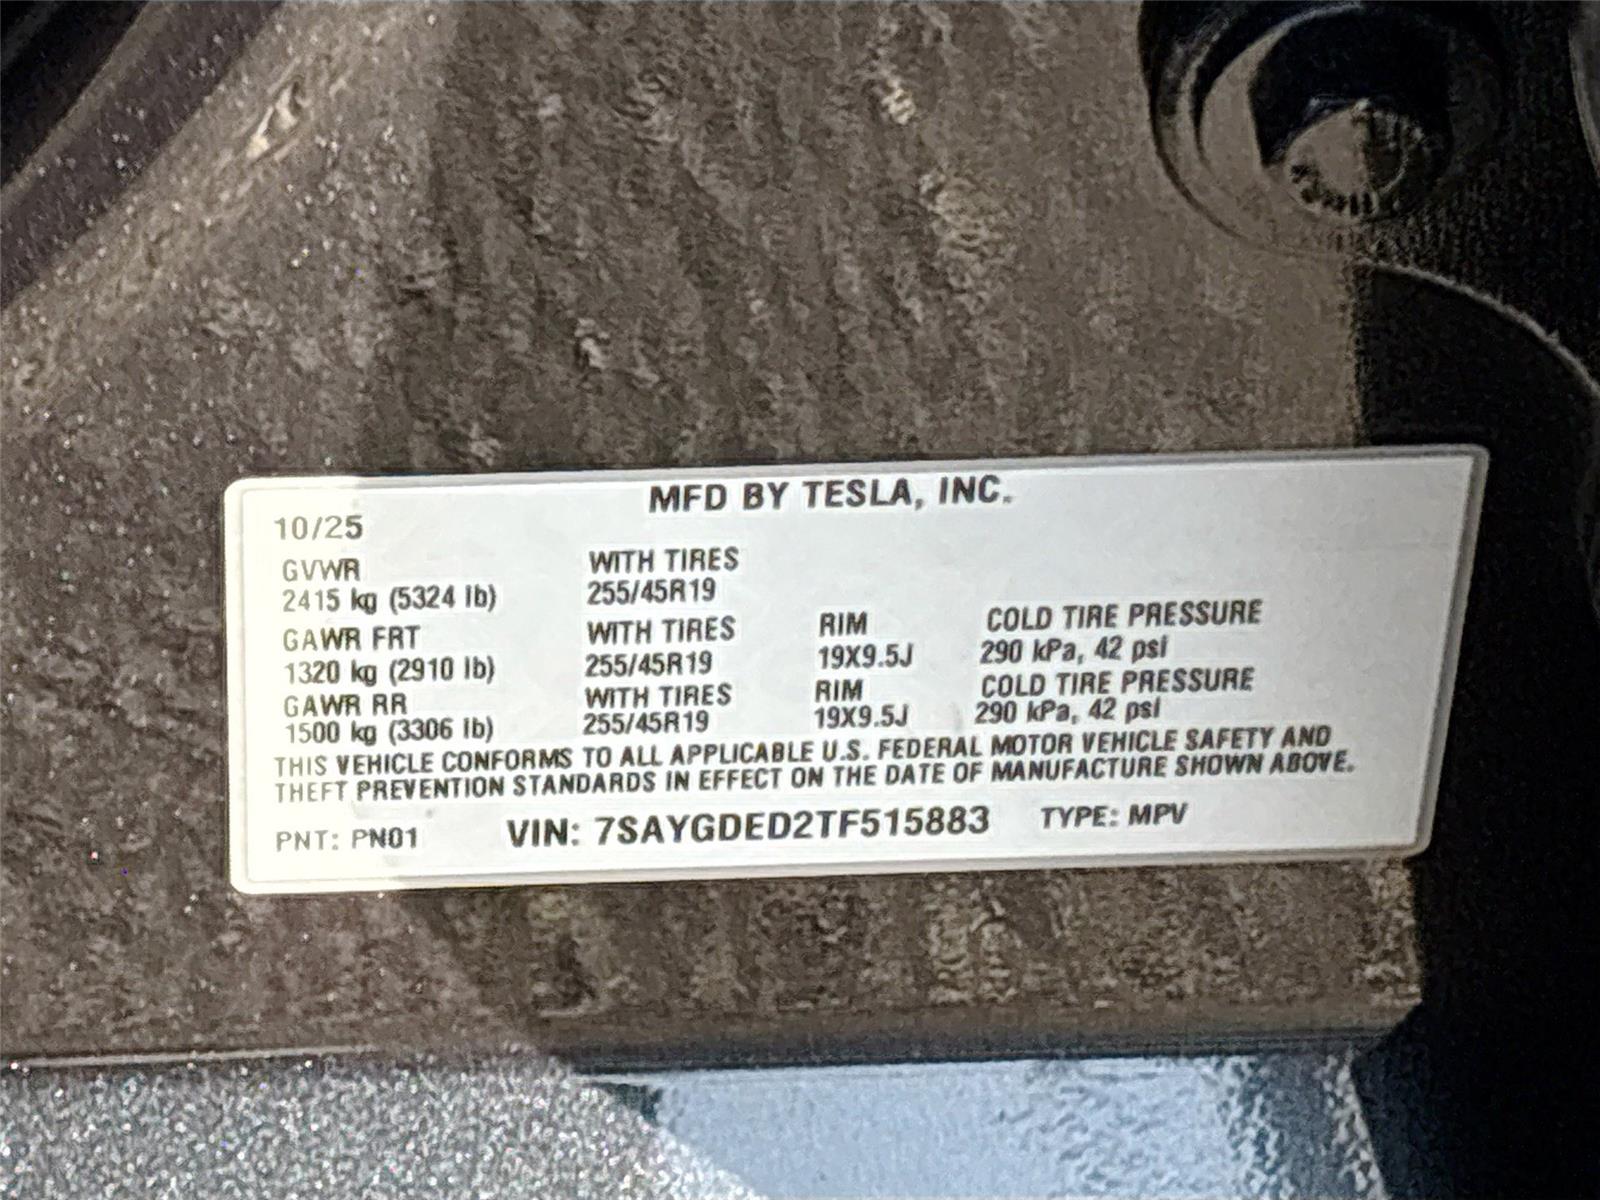 MFD BY TESLA, INC.
10/25
GVWR WITH TIRES
2415 kg (5324 lb) 255/45R19
GAWR FRT WITH TIRES RIM COLD TIRE PRESSURE
1320 kg (2910 lb) 255/45R19 19X9.5J 290 kPa, 42 psi
GAWR RR WITH TIRES RIM COLD TIRE PRESSURE
1500 kg (3306 lb) 255/45R19 19X9.5J 290 kPa, 42 psi
THIS VEHICLE CONFORMS TO ALL APPLICABLE U.S. FEDERAL MOTOR VEHICLE SAFETY AND
THEFT PREVENTION STANDARDS IN EFFECT ON THE DATE OF MANUFACTURE SHOWN ABOVE.
PNT: PN01 VIN: 7SAYGDED2TF515883 TYPE: MPV